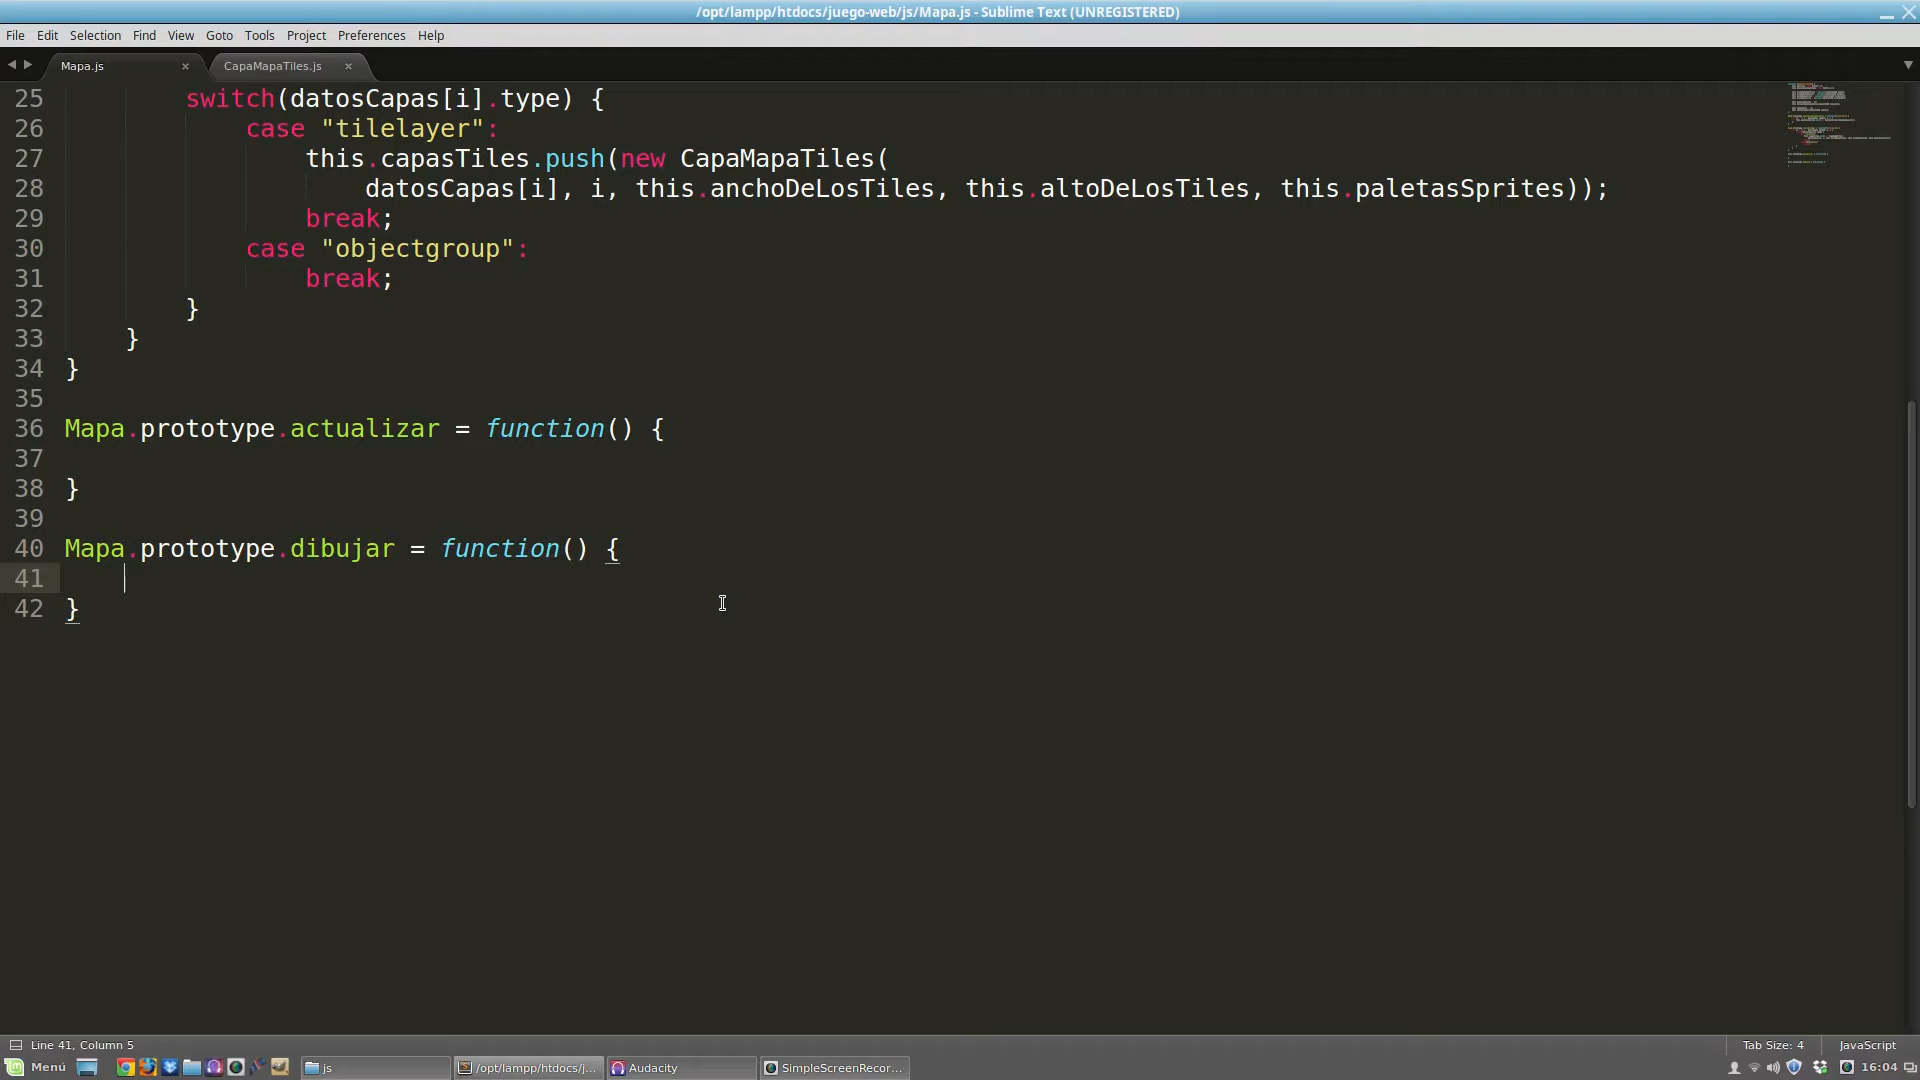 /opt/lampp/htdocs/juego-web/js/Mapa.js - Sublime Text (UNREGISTERED)
File Edit Selection Find View Goto Tools Project Preferences Help
Mapa.js × CapaMapaTiles.js ×
25 switch(datosCapas[i].type) {
26 case "tilelayer":
27 this.capasTiles.push(new CapaMapaTiles(
28 datosCapas[i], i, this.anchoDeLosTiles, this.altoDeLosTiles, this.paletasSprites));
29 break;
30 case "objectgroup":
31 break;
32 }
33 }
34 }
35
36 Mapa.prototype.actualizar = function() {
37
38 }
39
40 Mapa.prototype.dibujar = function() {
41
42 }
Line 41, Column 5 Tab Size: 4 JavaScript
Menú js /opt/lampp/htdocs/j... Audacity SimpleScreenRecor... 16:04